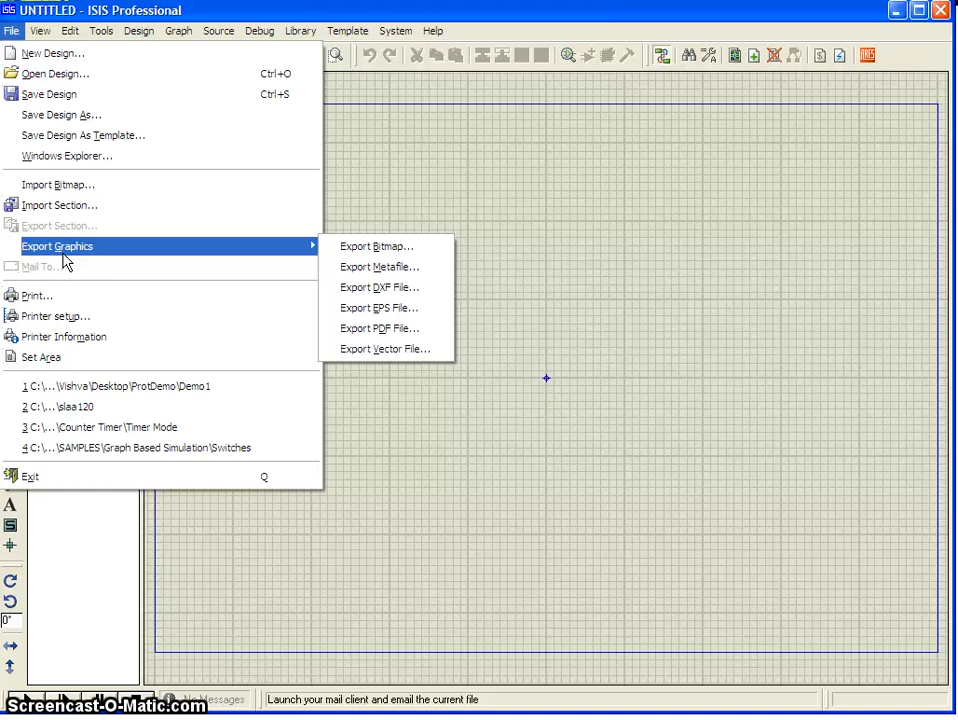 UNTITLED - ISIS Professional
File View Edit Tools Design Graph Source Debug Library Template System Help
New Design...
Open Design... Ctrl+O
Save Design Ctrl+S
Save Design As...
Save Design As Template...
Windows Explorer...
Import Bitmap...
Import Section...
Export Section...
Export Graphics
Mail To...
Print...
Printer setup...
Printer Information
Set Area
1 C:\...\Vishva\Desktop\ProtDemo\Demo1
2 C:\...\slaa120
3 C:\...\Counter Timer\Timer Mode
4 C:\...\SAMPLES\Graph Based Simulation\Switches
Exit Q
Export Bitmap...
Export Metafile...
Export DXF File...
Export EPS File...
Export PDF File...
Export Vector File...
ARES
A
S
0°
No Messages
Launch your mail client and email the current file
Screencast-O-Matic.com